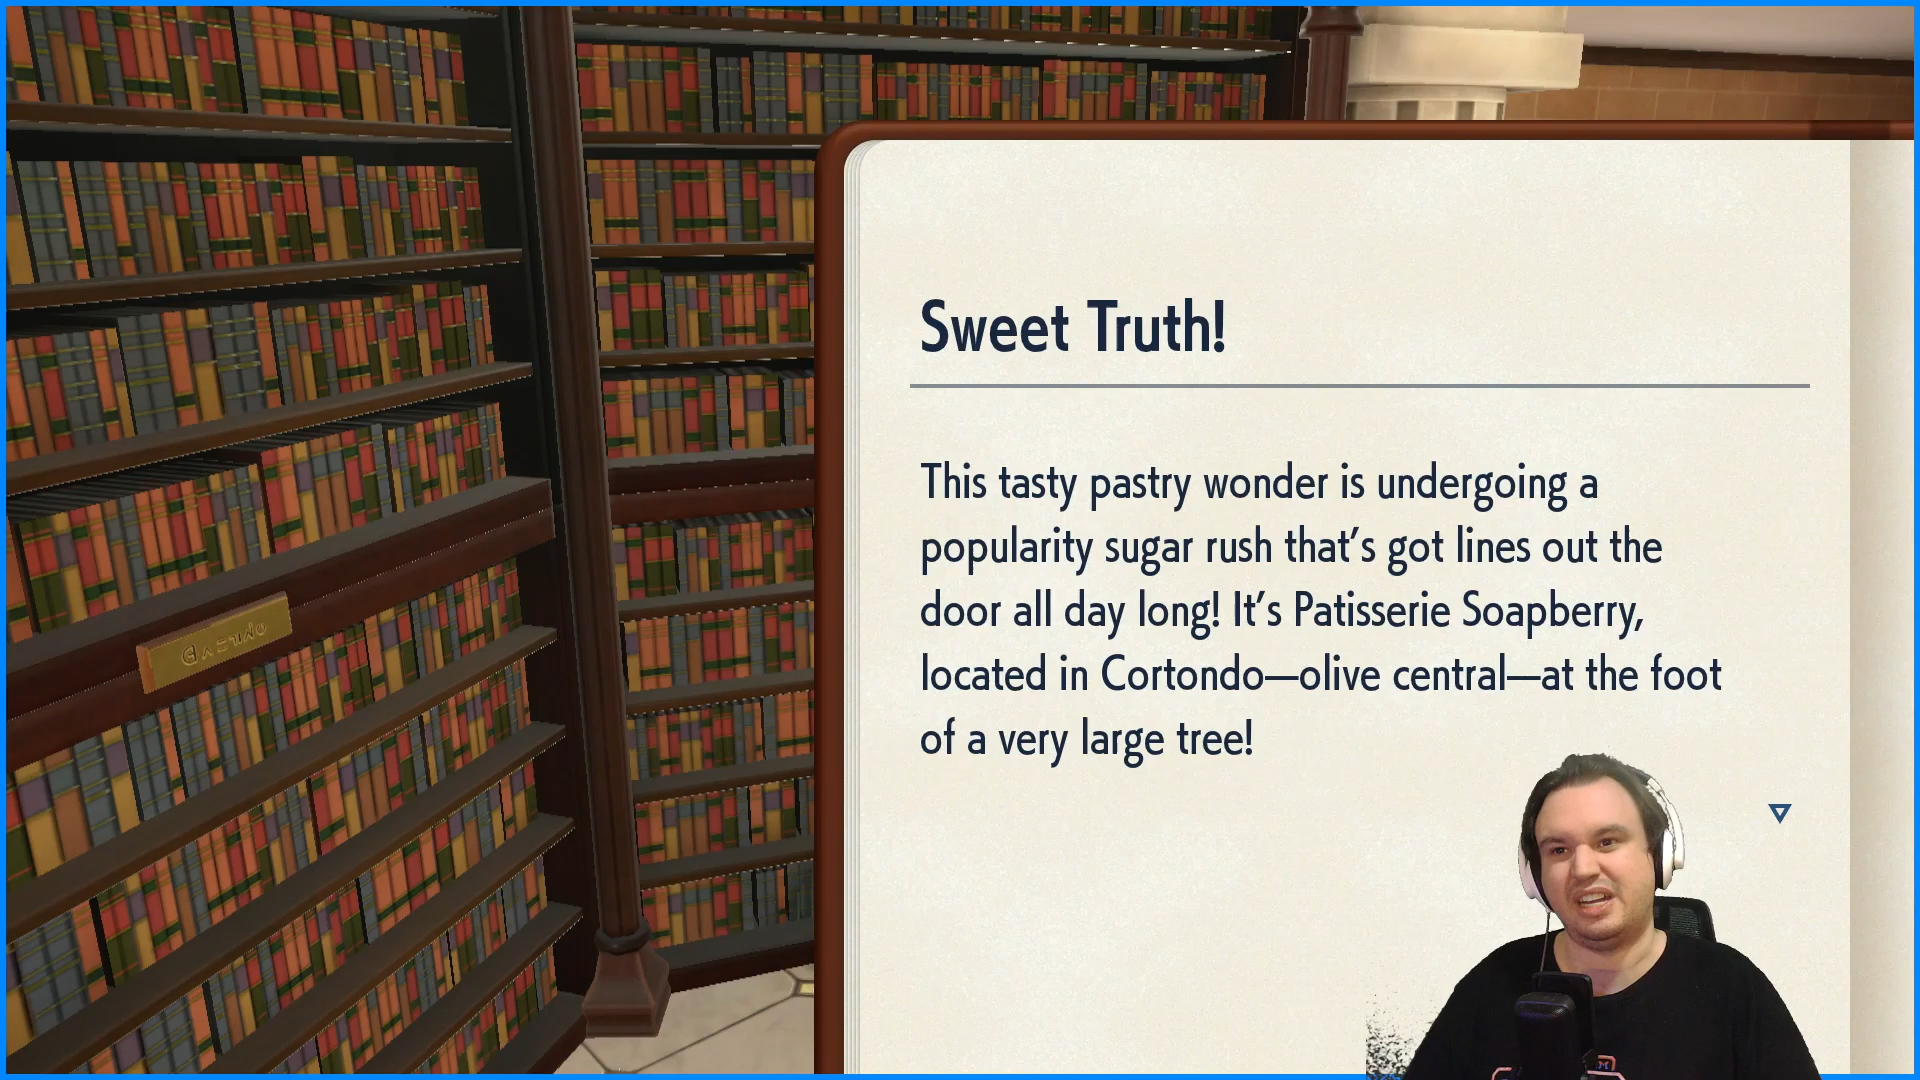 Sweet Truth!
This tasty pastry wonder is undergoing a
popularity sugar rush that's got lines out the
door all day long! It's Patisserie Soapberry,
located in Cortondo—olive central—at the foot
of a very large tree!